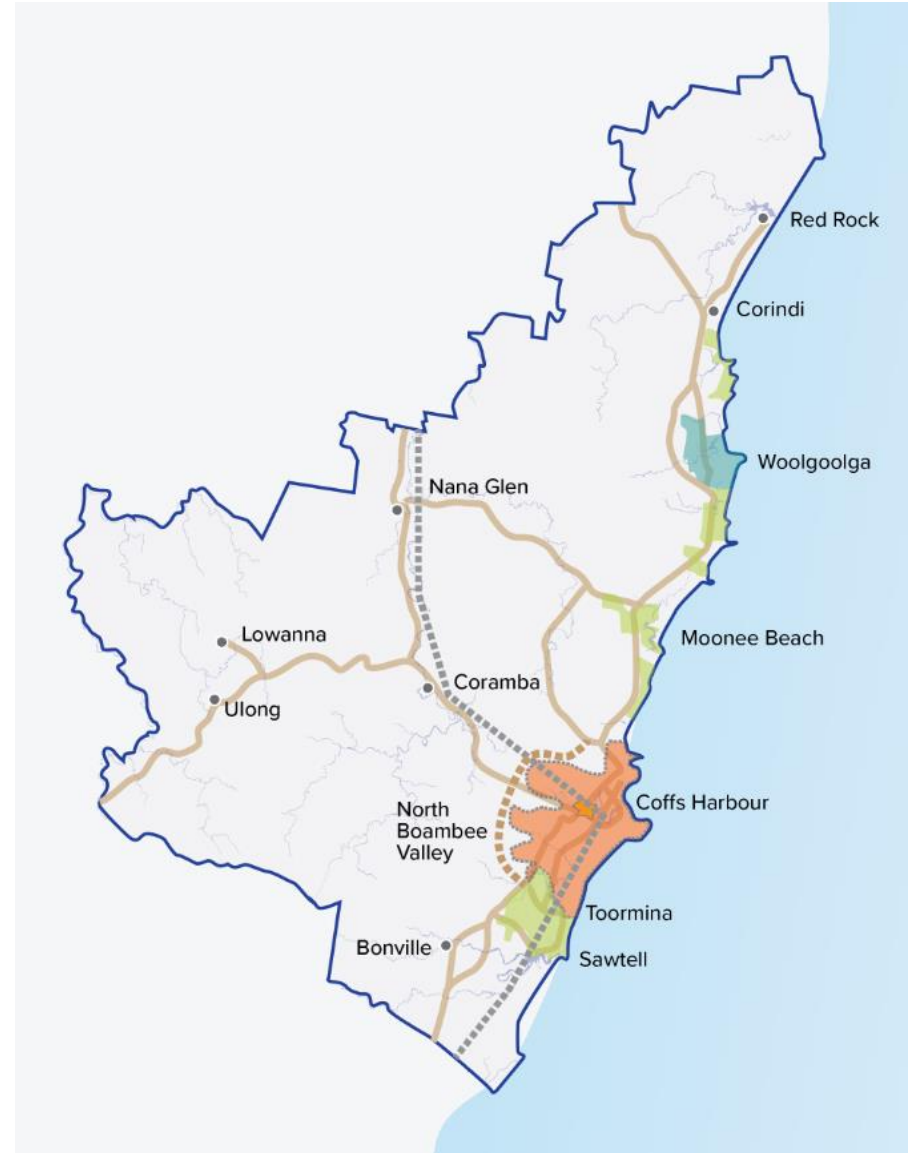 Red Rock
Corindi
Woolgoolga
Nana Glen
Moonee Beach
Lowanna
Coramba
Ulong
North
Boambee
Valley
Coffs Harbour
Toormina
Bonville
Sawtell